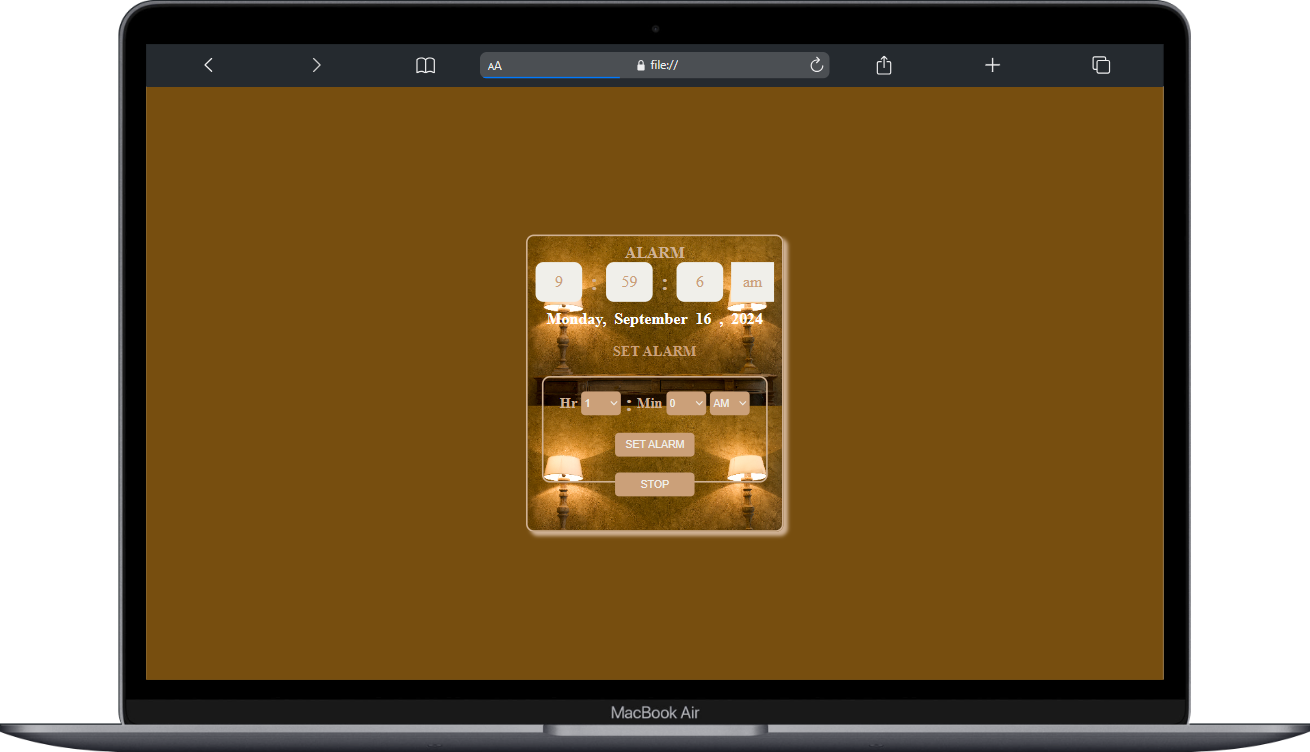 AA file://
ALARM
9 : 59 : 6 am
Monday, September 16 , 2024
SET ALARM
Hr 1 : Min 0 AM
SET ALARM
STOP
MacBook Air